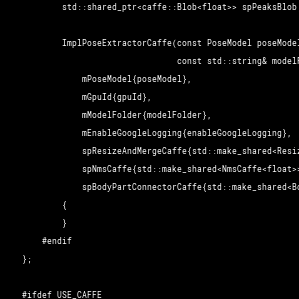 std::shared_ptr<caffe::Blob<float>> spPeaksBlob
ImplPoseExtractorCaffe(const PoseModel poseModel
const std::string& modelF
mPoseModel{poseModel},
mGpuId{gpuId},
mModelFolder{modelFolder},
mEnableGoogleLogging{enableGoogleLogging},
spResizeAndMergeCaffe{std::make_shared<Resiz
spNmsCaffe{std::make_shared<NmsCaffe<float>>
spBodyPartConnectorCaffe{std::make_shared<Bo
{
}
#endif
};
#ifdef USE_CAFFE